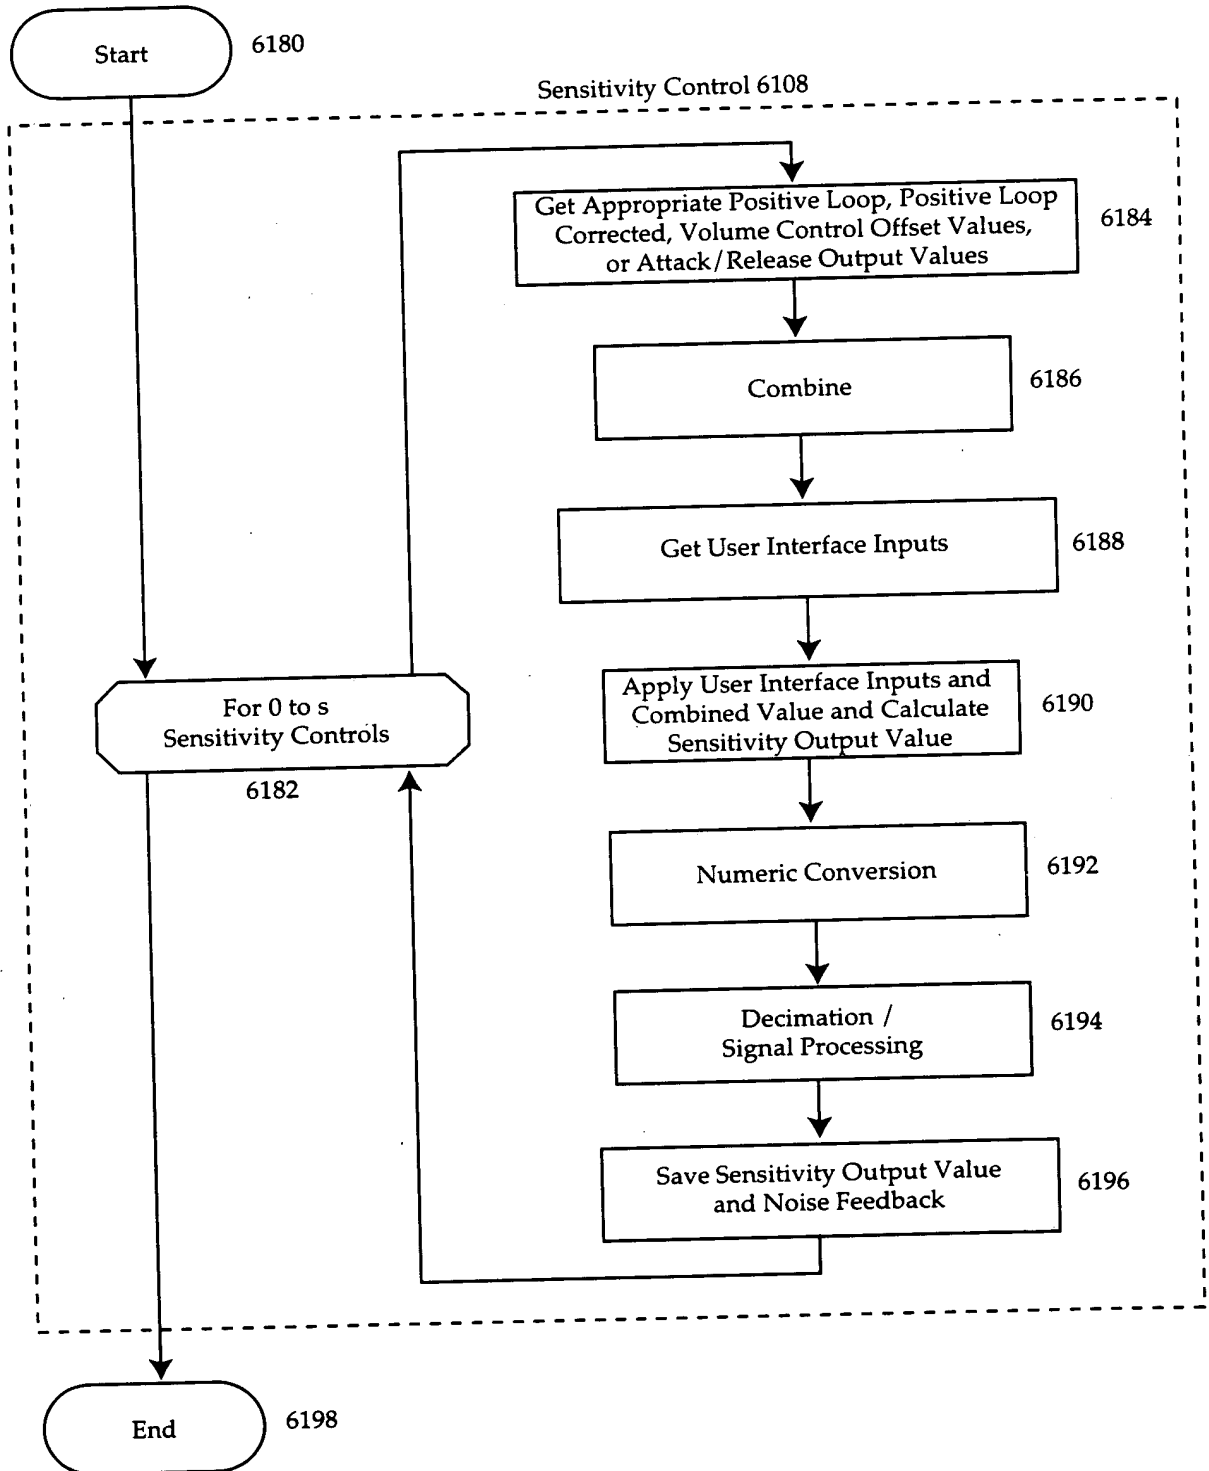 Start
6180
Sensitivity Control 6108
Get Appropriate Positive Loop, Positive Loop
Corrected, Volume Control Offset Values,
or Attack/Release Output Values
6184
Combine
6186
Get User Interface Inputs
6188
Apply User Interface Inputs and
Combined Value and Calculate
Sensitivity Output Value
6190
For 0 to s
Sensitivity Controls
6182
Numeric Conversion
6192
Decimation /
Signal Processing
6194
Save Sensitivity Output Value
and Noise Feedback
6196
End
6198